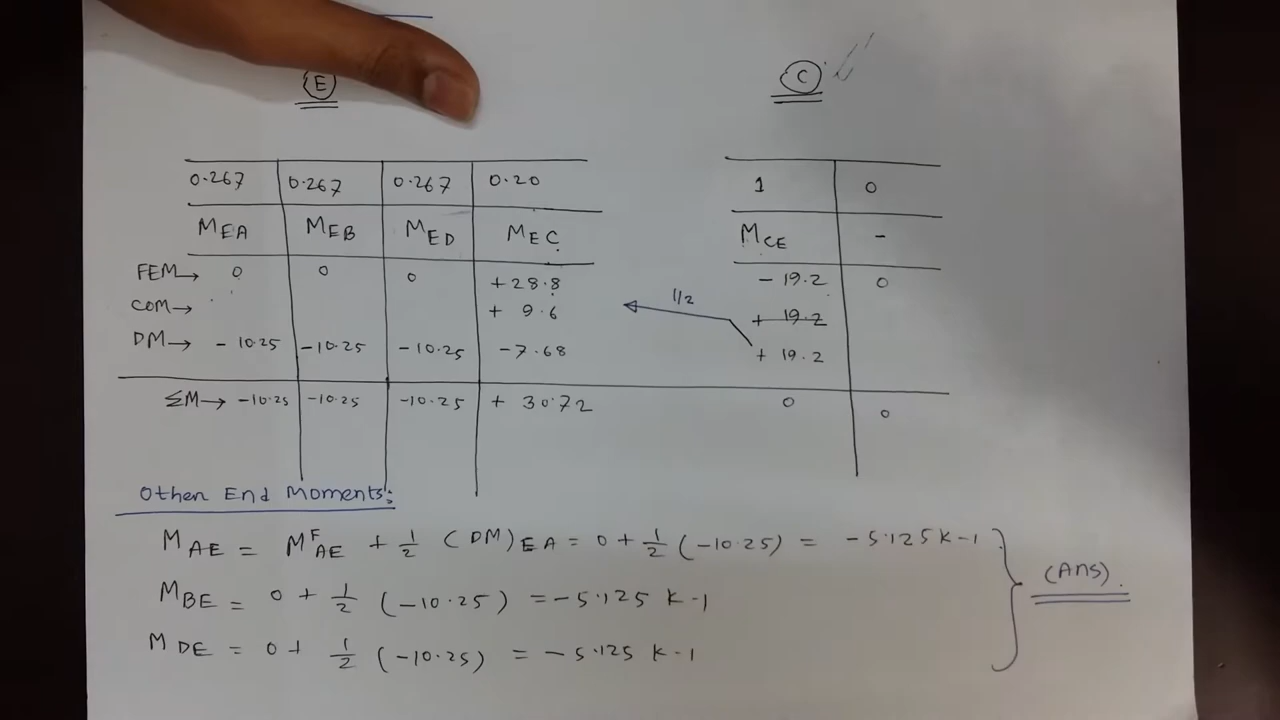 E C
0.267 0.267 0.267 0.20 1 0
MEA MEB MED MEC MCE -
FEM→ 0 0 0 +28.8 - 19.2 0
COM→ + 9.6 1/2 + 19.2
DM→ - 10.25 -10.25 -10.25 -7.68 + 19.2
ΣM→ -10.25 -10.25 -10.25 + 30.72 0 0
Other End Moments:
MAE = MFAE + 1/2 (DM)EA = 0 + 1/2 (-10.25) = -5.125 K-1
MBE = 0 + 1/2 (-10.25) = -5.125 K-1 (Ans).
MDE = 0 + 1/2 (-10.25) = -5.125 K-1